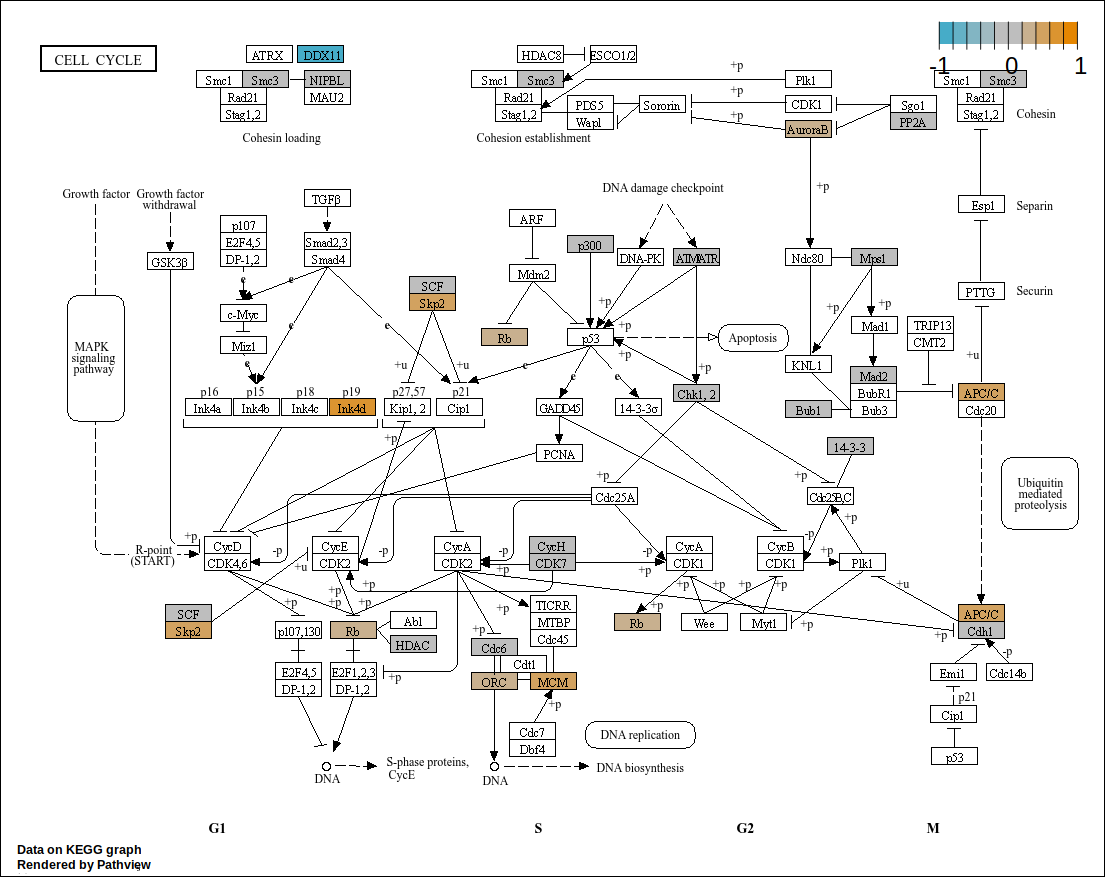 CELL CYCLE
ATRX
DDX11
Smc1
Smc3
NIPBL
Rad21
MAU2
Stag1,2
Cohesin loading
HDAC8
ESCO1/2
Smc1
Smc3
Rad21
Stag1,2
PDS5
Wapl
Sororin
Cohesion establishment
+p
Plk1
+p
CDK1
+p
AuroraB
Sgo1
PP2A
-1
0
1
Smc1
Smc3
Rad21
Stag1,2
Cohesin
+p
Espl
Separin
PTTG
Securin
+u
Growth factor
Growth factor
withdrawal
GSK3β
MAPK
signaling
pathway
p107
E2F4,5
DP-1,2
TGFβ
Smad2,3
Smad4
e
c-Myc
e
Miz1
e
e
SCF
Skp2
+u
+u
ARF
Mdm2
Rb
p300
DNA damage checkpoint
DNA-PK
ATMATR
+p
+p
p53
+p
+p
Apoptosis
e
e
e
p16
Ink4a
p15
Ink4b
p18
Ink4c
p19
Ink4d
p27,57
Kip1, 2
p21
Cip1
+p
GADD45
14-3-3σ
Chk1, 2
PCNA
Ndc80
Mps1
+p
+p
Mad1
KNL1
Mad2
BubR1
Bub3
Bub1
TRIP13
CMT2
APC/C
Cdc20
14-3-3
+p
Cdc25A
+p
Cdc25B,C
+p
Ubiquitin
mediated
proteolysis
R-point
(START)
+p
CycD
CDK4,6
-p
CycE
CDK2
-p
CycA
CDK2
-p
+p
CycH
CDK7
-p
+p
CycA
CDK1
CycB
CDK1
-p
+p
Plk1
+u
+u
+p
+p
+p
+p
SCF
Skp2
p107,130
Rb
Abl
HDAC
E2F4,5
DP-1,2
E2F1,2,3
DP-1,2
+p
+p
+p
Cdc6
Cdt1
ORC
MCM
TICRR
MTBP
Cdc45
+p
Cdc7
Dbf4
+p
Rb
+p
+p
Wee
+p
Myt1
+p
+p
APC/C
Cdh1
-p
Emi1
Cdc14b
p21
Cip1
p53
DNA
S-phase proteins,
CycE
DNA
DNA replication
DNA biosynthesis
G1
S
G2
M
Data on KEGG graph
Rendered by Pathview